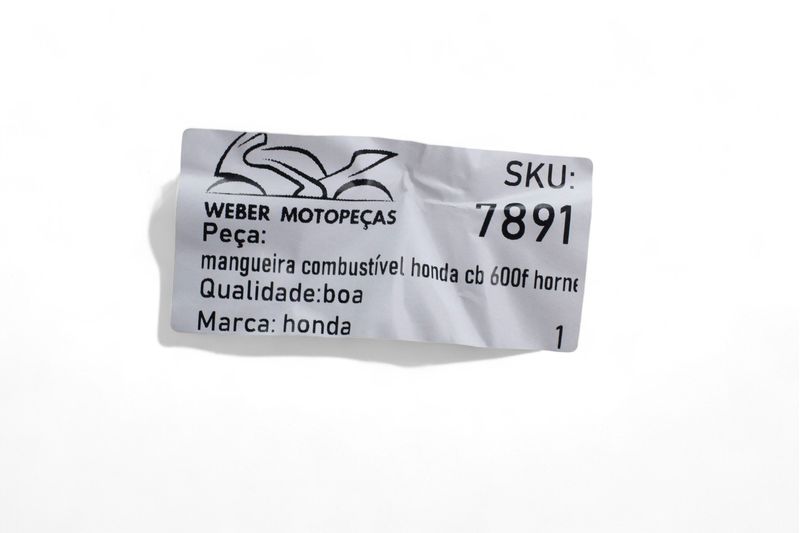 WEBER MOTOPEÇAS
SKU:
7891
Peça:
mangueira combustível honda cb 600f horne
Qualidade:boa
Marca: honda
1